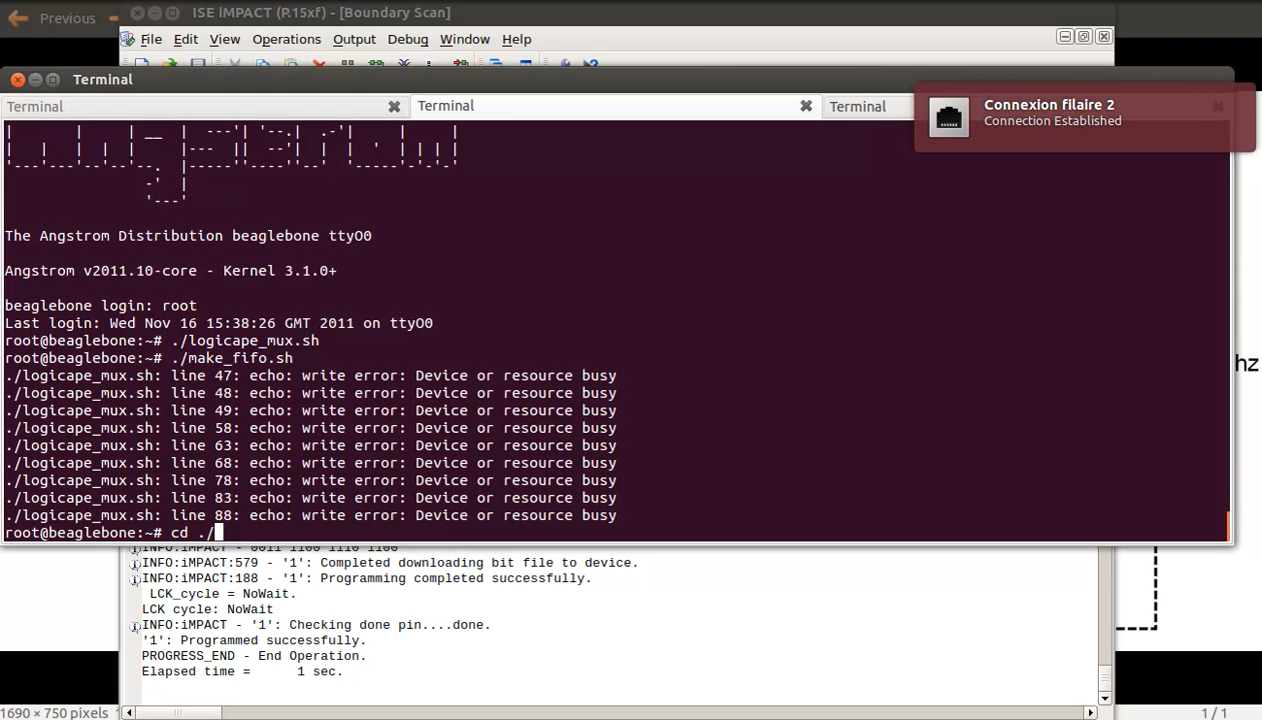 Previous
ISE iMPACT (P.15xf) - [Boundary Scan]
File Edit View Operations Output Debug Window Help
Terminal
Terminal Terminal Terminal
Connexion filaire 2
Connection Established
The Angstrom Distribution beaglebone ttyO0
Angstrom v2011.10-core - Kernel 3.1.0+
beaglebone login: root
Last login: Wed Nov 16 15:38:26 GMT 2011 on ttyO0
root@beaglebone:~# ./logicape_mux.sh
root@beaglebone:~# ./make_fifo.sh
./logicape_mux.sh: line 47: echo: write error: Device or resource busy
./logicape_mux.sh: line 48: echo: write error: Device or resource busy
./logicape_mux.sh: line 49: echo: write error: Device or resource busy
./logicape_mux.sh: line 58: echo: write error: Device or resource busy
./logicape_mux.sh: line 63: echo: write error: Device or resource busy
./logicape_mux.sh: line 68: echo: write error: Device or resource busy
./logicape_mux.sh: line 78: echo: write error: Device or resource busy
./logicape_mux.sh: line 83: echo: write error: Device or resource busy
./logicape_mux.sh: line 88: echo: write error: Device or resource busy
root@beaglebone:~# cd ./
hz
INFO:iMPACT - 0011 1100 1110 1100
INFO:iMPACT:579 - '1': Completed downloading bit file to device.
INFO:iMPACT:188 - '1': Programming completed successfully.
LCK_cycle = NoWait.
LCK cycle: NoWait
INFO:iMPACT - '1': Checking done pin....done.
'1': Programmed successfully.
PROGRESS_END - End Operation.
Elapsed time = 1 sec.
1690 × 750 pixels
1 / 1